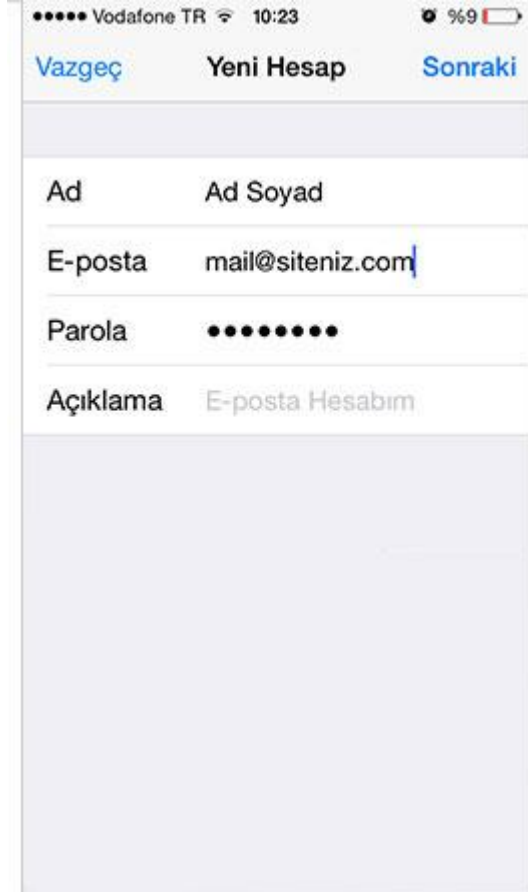 Vodafone TR 10:23 %9
Vazgeç Yeni Hesap Sonraki
Ad Ad Soyad
E-posta mail@siteniz.com
Parola ••••••••
Açıklama E-posta Hesabım